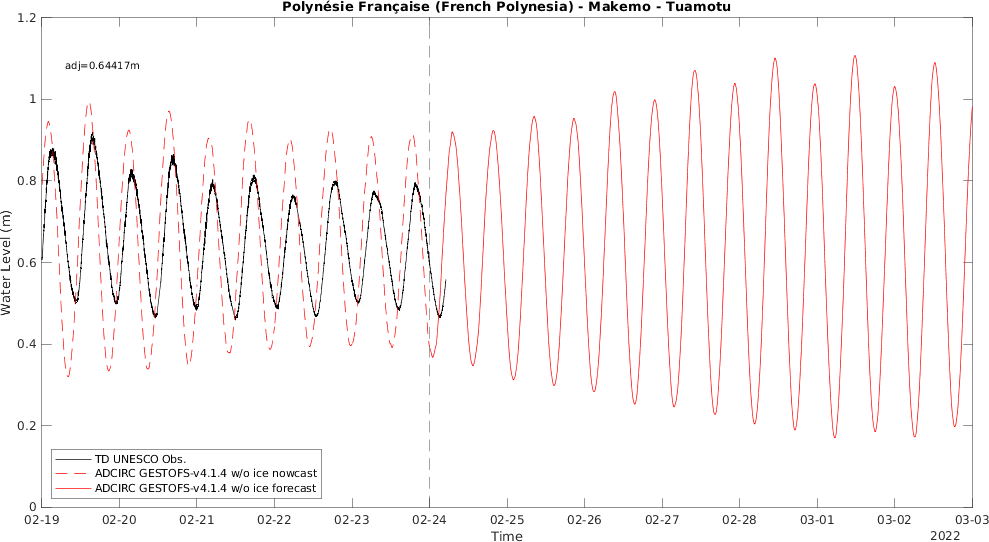 Polynésie Française (French Polynesia) - Makemo - Tuamotu
1.2
adj=0.64417m
1
0.8
0.6
0.4
0.2
0
Water Level (m)
TD UNESCO Obs.
ADCIRC GESTOFS-v4.1.4 w/o ice nowcast
ADCIRC GESTOFS-v4.1.4 w/o ice forecast
02-19 02-20 02-21 02-22 02-23 02-24 02-25 02-26 02-27 02-28 03-01 03-02 03-03
Time
2022